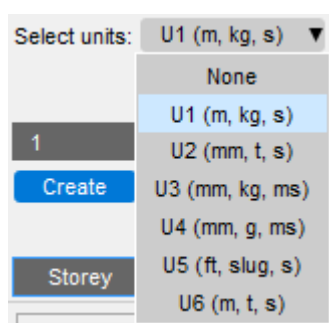 Select units: U1 (m, kg, s) ▼
None
U1 (m, kg, s)
1
U2 (mm, t, s)
Create
U3 (mm, kg, ms)
U4 (mm, g, ms)
Storey
U5 (ft, slug, s)
U6 (m, t, s)